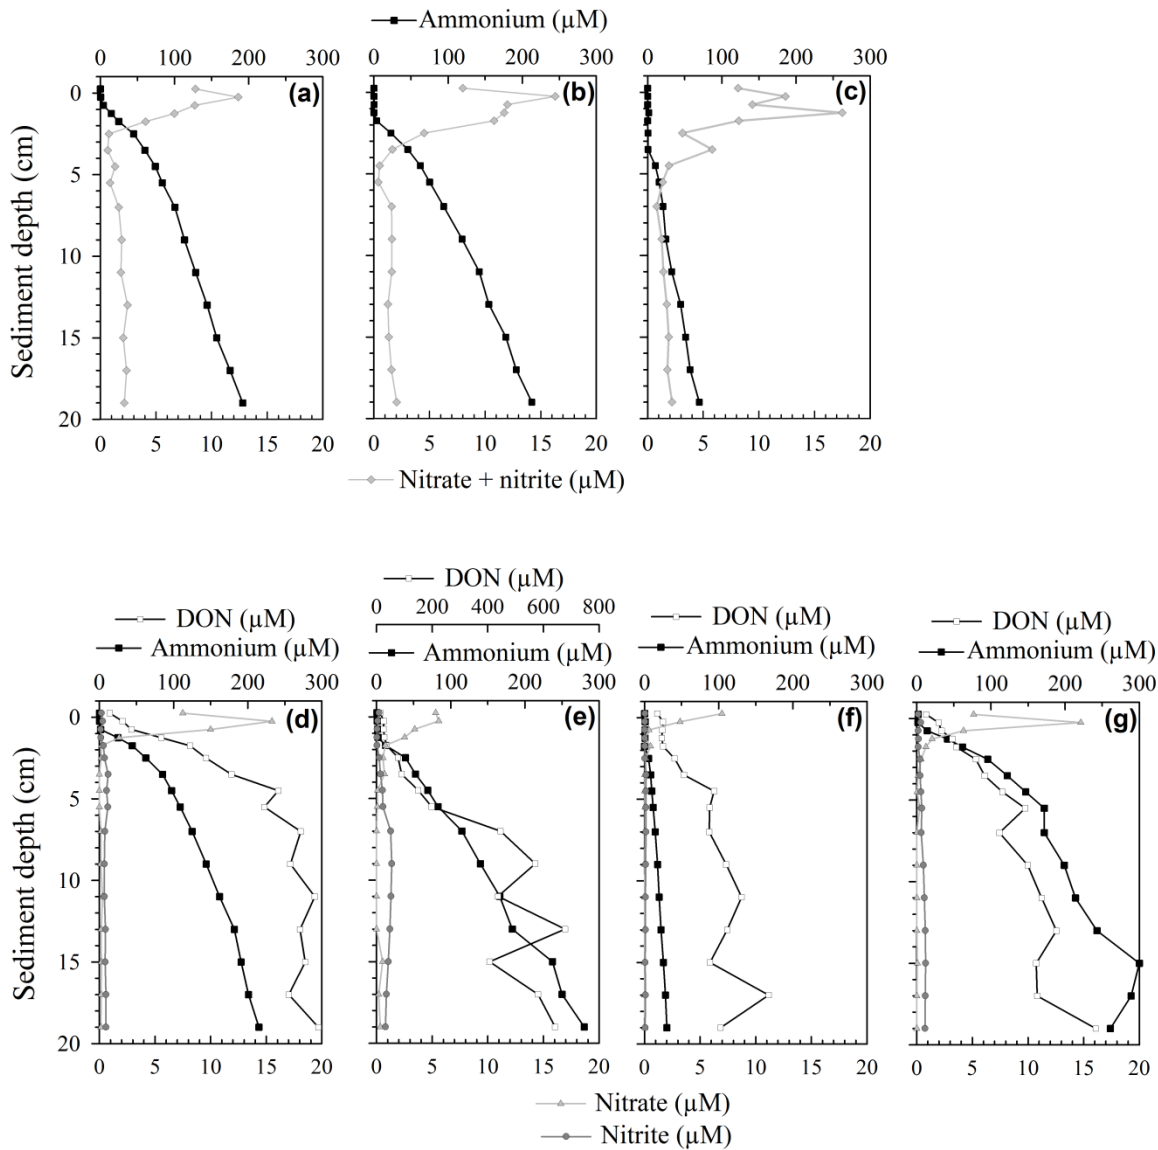 Ammonium (µM)
0 100 200 300 0 100 200 300 0 100 200 300
0 (a) (b) (c)
5
10
15
20
Sediment depth (cm)
0 5 10 15 20 0 5 10 15 20 0 5 10 15 20
Nitrate + nitrite (µM)
DON (µM)
0 200 400 600 800
DON (µM) DON (µM) DON (µM)
Ammonium (µM) Ammonium (µM) Ammonium (µM) Ammonium (µM)
0 100 200 300 0 100 200 300 0 100 200 300 0 100 200 300
0 (d) (e) (f) (g)
5
10
15
20
Sediment depth (cm)
0 5 10 15 20 0 5 10 15 20 0 5 10 15 20 0 5 10 15 20
Nitrate (µM)
Nitrite (µM)